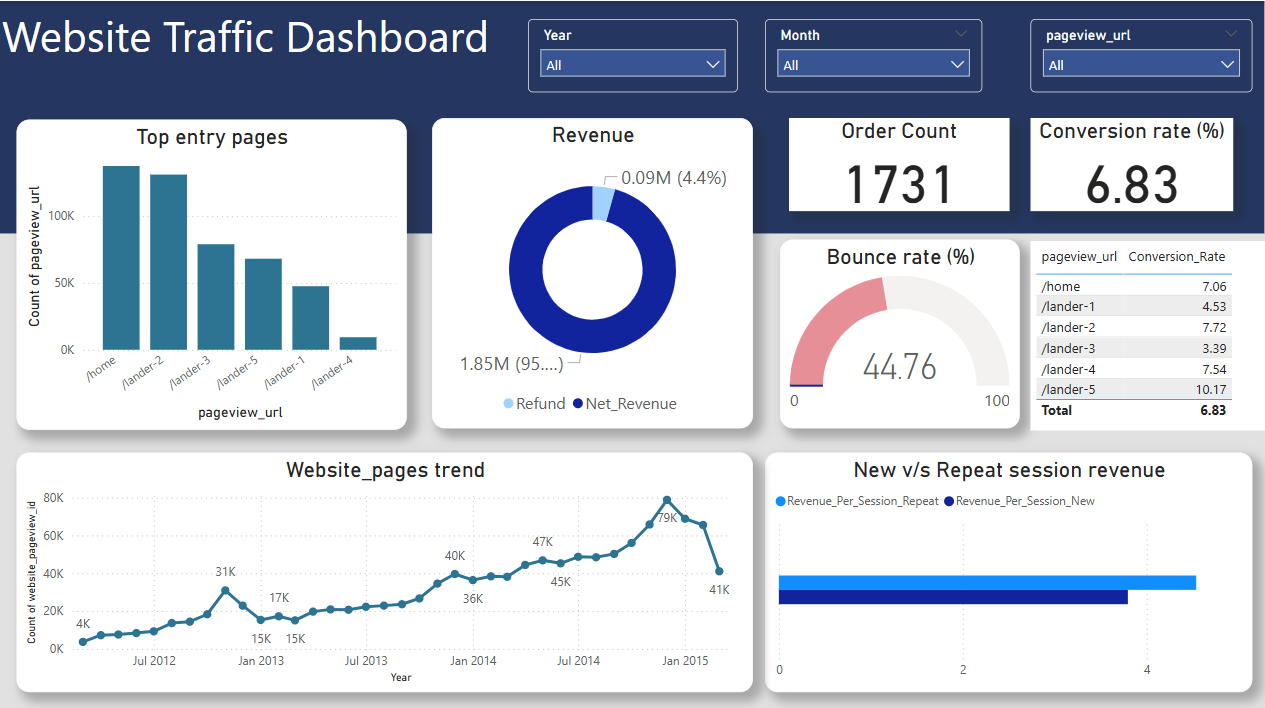 Website Traffic Dashboard
Year
All
Month
All
pageview_url
All
Top entry pages
Count of pageview_url
100K
50K
0K
/home
/lander-2
/lander-3
/lander-5
/lander-1
/lander-4
pageview_url
Revenue
0.09M (4.4%)
1.85M (95....)
Refund
Net_Revenue
Order Count
1731
Conversion rate (%)
6.83
Bounce rate (%)
44.76
0
100
pageview_url Conversion_Rate
/home 7.06
/lander-1 4.53
/lander-2 7.72
/lander-3 3.39
/lander-4 7.54
/lander-5 10.17
Total 6.83
Website_pages trend
Count of website_pageview_id
80K
60K
40K
20K
0K
4K
31K
15K
17K
15K
40K
36K
47K
45K
79K
41K
Jul 2012
Jan 2013
Jul 2013
Jan 2014
Jul 2014
Jan 2015
Year
New v/s Repeat session revenue
Revenue_Per_Session_Repeat
Revenue_Per_Session_New
0
2
4